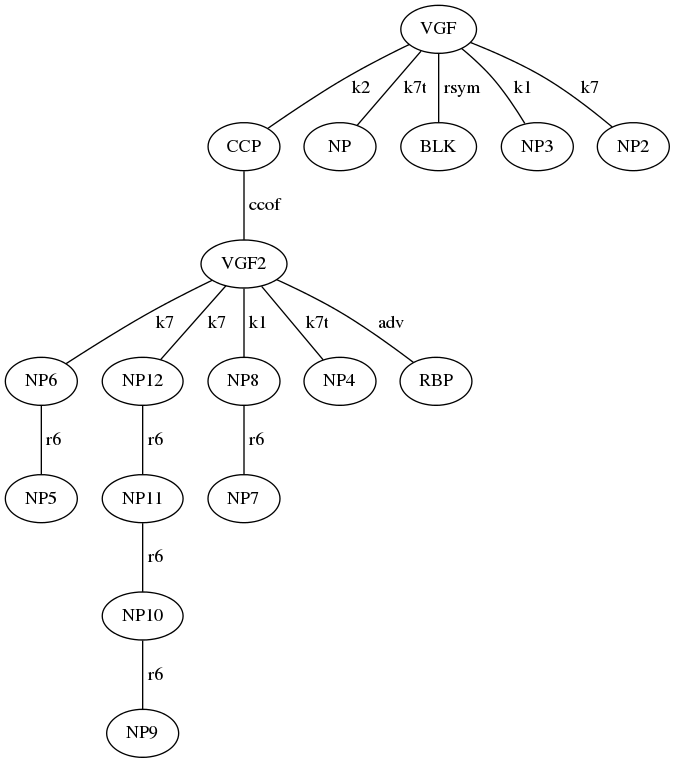 VGF
k2 k7t rsym k1 k7
CCP NP BLK NP3 NP2
ccof
VGF2
k7 k7 k1 k7t adv
NP6 NP12 NP8 NP4 RBP
r6 r6 r6
NP5 NP11 NP7
r6
NP10
r6
NP9